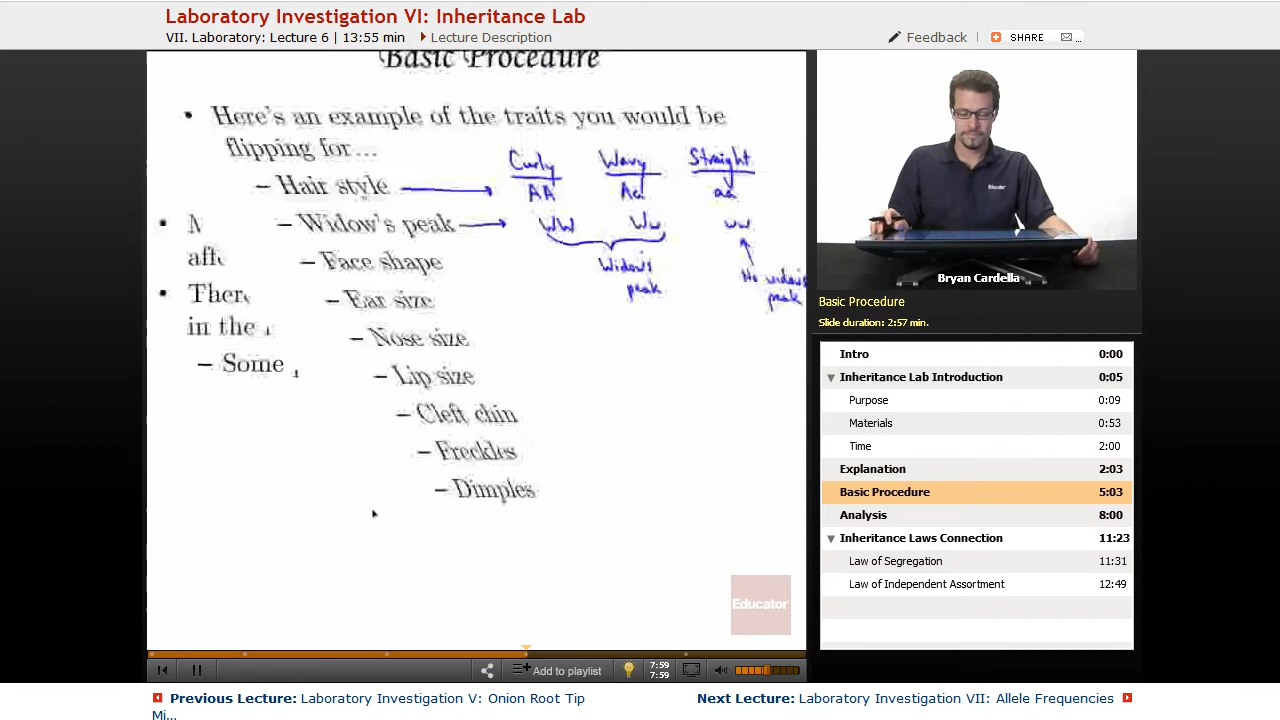 Laboratory Investigation VI: Inheritance Lab
VII. Laboratory: Lecture 6 | 13:55 min
Lecture Description
Feedback
SHARE
Basic Procedure
• Here's an example of the traits you would be
flipping for...
– Hair style
Curly Wavy Straight
AA Aa aa
– Widow's peak
WW Ww ww
Widow's
peak
No widow's
peak
– Face shape
– Ear size
– Nose size
– Lip size
– Cleft chin
– Freckles
– Dimples
• M
aff
• Ther
in the
– Some
Educator
Educator
Bryan Cardella
Basic Procedure
Slide duration: 2:57 min.
Intro 0:00
Inheritance Lab Introduction 0:05
Purpose 0:09
Materials 0:53
Time 2:00
Explanation 2:03
Basic Procedure 5:03
Analysis 8:00
Inheritance Laws Connection 11:23
Law of Segregation 11:31
Law of Independent Assortment 12:49
Add to playlist
7:59
7:59
Previous Lecture: Laboratory Investigation V: Onion Root Tip
Mi...
Next Lecture: Laboratory Investigation VII: Allele Frequencies